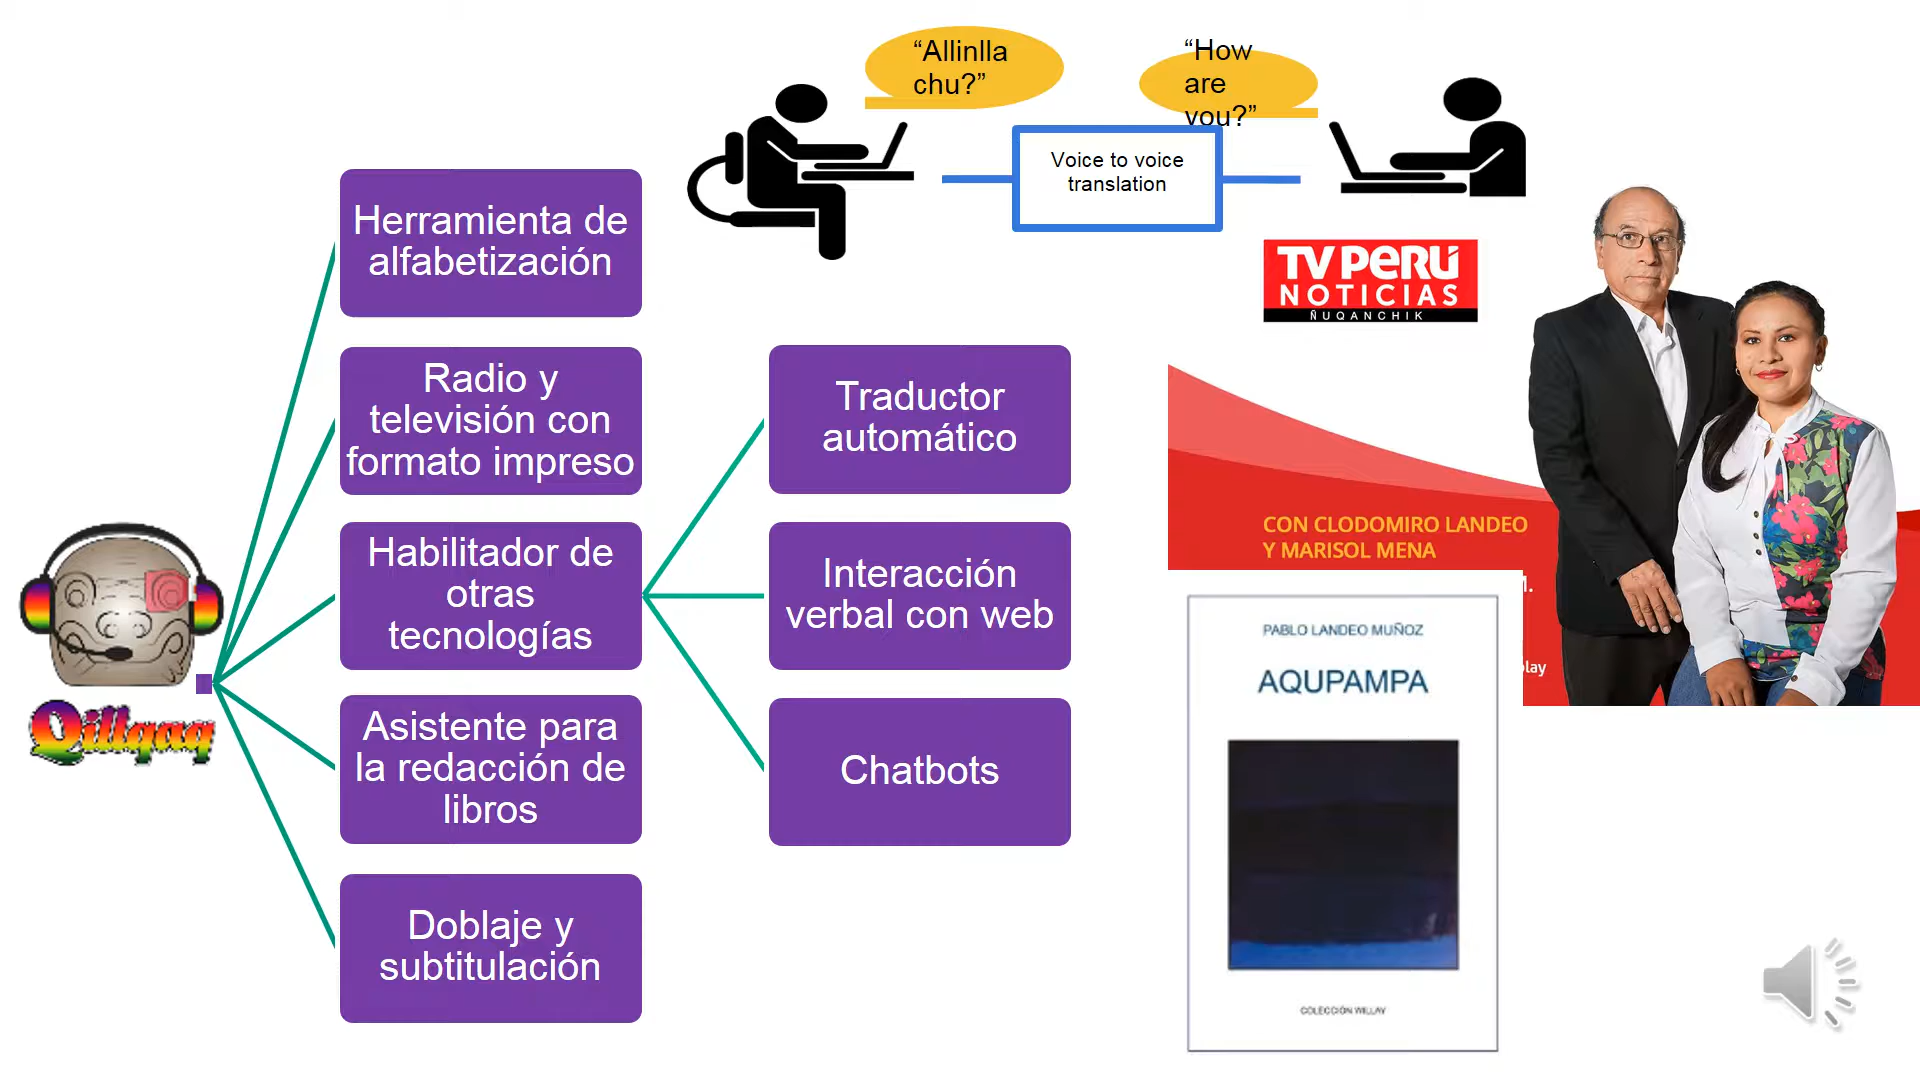 “Allinlla
chu?”
“How
are
you?”
Voice to voice
translation
Herramienta de
alfabetización
Radio y
televisión con
formato impreso
Habilitador de
otras
tecnologías
Asistente para
la redacción de
libros
Doblaje y
subtitulación
Traductor
automático
Interacción
verbal con web
Chatbots
Qillqaq
TVPERÚ
NOTICIAS
ÑUQANCHIK
CON CLODOMIRO LANDEO
Y MARISOL MENA
M.
play
PABLO LANDEO MUÑOZ
AQUPAMPA
COLECCIÓN WILLAY